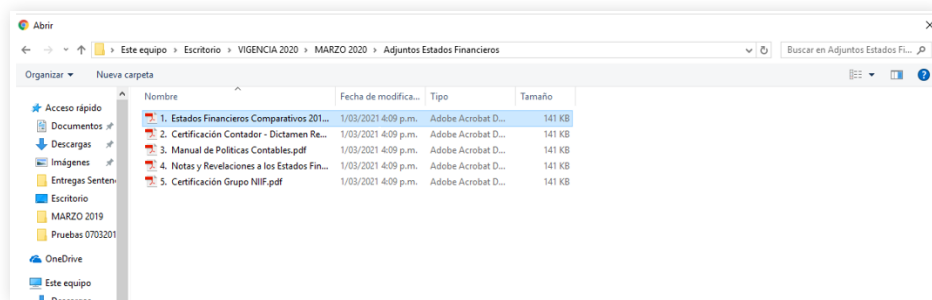 Abrir
Este equipo > Escritorio > VIGENCIA 2020 > MARZO 2020 > Adjuntos Estados Financieros
Buscar en Adjuntos Estados Fi...
Organizar Nueva carpeta
Nombre Fecha de modifica... Tipo Tamaño
Acceso rápido
Documentos
Descargas
Imágenes
Entregas Senten
Escritorio
MARZO 2019
Pruebas 0703201
OneDrive
Este equipo
Descargas
1. Estados Financieros Comparativos 201... 1/03/2021 4:09 p.m. Adobe Acrobat D... 141 KB
2. Certificación Contador - Dictamen Re... 1/03/2021 4:09 p.m. Adobe Acrobat D... 141 KB
3. Manual de Politicas Contables.pdf 1/03/2021 4:09 p.m. Adobe Acrobat D... 141 KB
4. Notas y Revelaciones a los Estados Fin... 1/03/2021 4:09 p.m. Adobe Acrobat D... 141 KB
5. Certificación Grupo NIIF.pdf 1/03/2021 4:09 p.m. Adobe Acrobat D... 141 KB